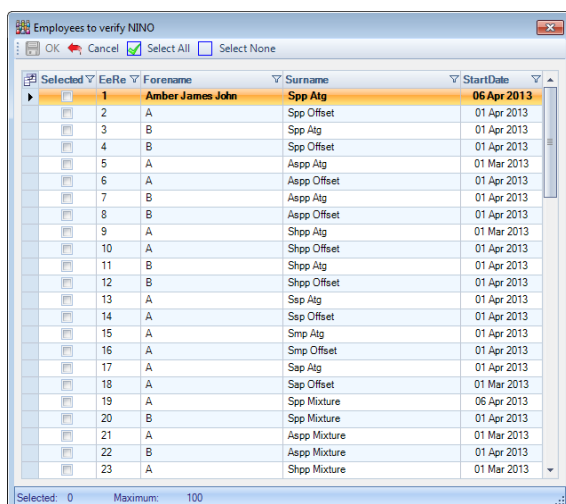 Employees to verify NINO
OK Cancel Select All Select None
Selected EeRe Forename Surname StartDate
1 Amber James John Spp Atg 06 Apr 2013
2 A Spp Offset 01 Apr 2013
3 B Spp Atg 01 Apr 2013
4 B Spp Offset 01 Apr 2013
5 A Aspp Atg 01 Mar 2013
6 A Aspp Offset 01 Apr 2013
7 B Aspp Atg 01 Apr 2013
8 B Aspp Offset 01 Apr 2013
9 A Shpp Atg 01 Mar 2013
10 A Shpp Offset 01 Apr 2013
11 B Shpp Atg 01 Apr 2013
12 B Shpp Offset 01 Apr 2013
13 A Ssp Atg 01 Apr 2013
14 A Ssp Offset 01 Apr 2013
15 A Smp Atg 01 Apr 2013
16 A Smp Offset 01 Apr 2013
17 A Sap Atg 01 Apr 2013
18 A Sap Offset 01 Mar 2013
19 A Spp Mixture 06 Apr 2013
20 B Spp Mixture 01 Apr 2013
21 A Aspp Mixture 01 Mar 2013
22 B Aspp Mixture 01 Apr 2013
23 A Shpp Mixture 01 Mar 2013
Selected: 0 Maximum: 100